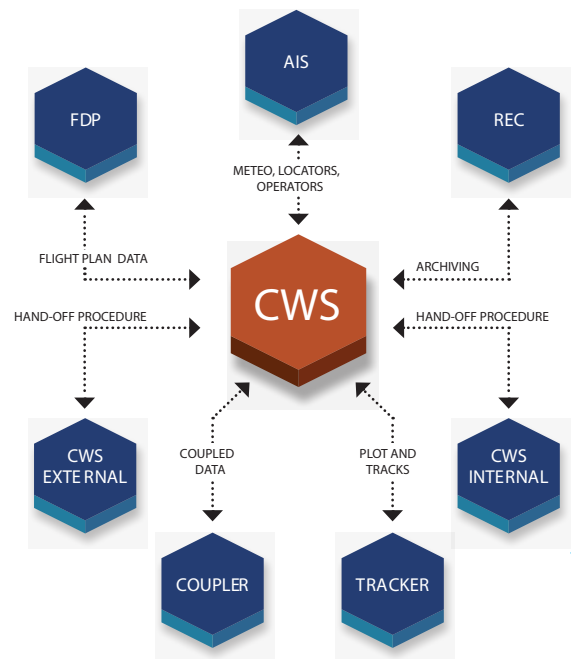 AIS
FDP
REC
METEO, LOCATORS,
OPERATORS
FLIGHT PLAN DATA
ARCHIVING
CWS
HAND-OFF PROCEDURE
HAND-OFF PROCEDURE
CWS
EXTERNAL
COUPLED
DATA
PLOT AND
TRACKS
CWS
INTERNAL
COUPLER
TRACKER